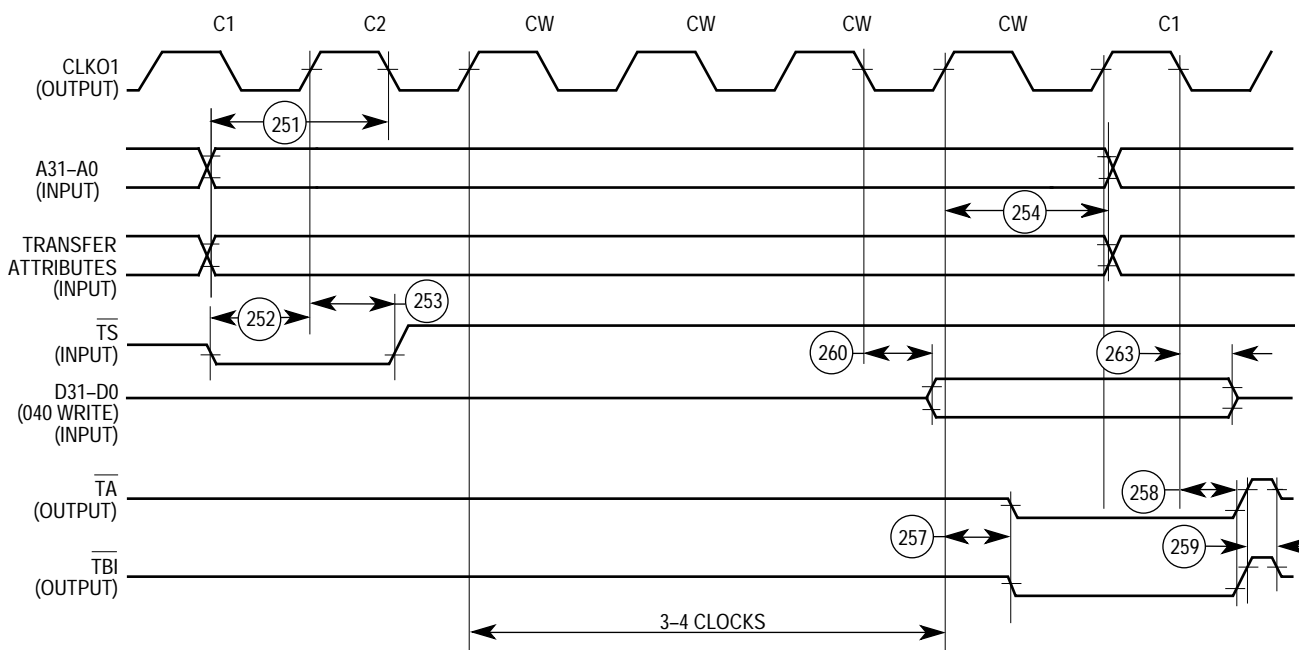 C1 C2 CW CW CW CW C1
CLKO1
(OUTPUT)
251
A31–A0
(INPUT)
254
TRANSFER
ATTRIBUTES
(INPUT)
252
253
TS
(INPUT)
260
263
D31–D0
(040 WRITE)
(INPUT)
TA
(OUTPUT)
258
257
259
TBI
(OUTPUT)
3–4 CLOCKS